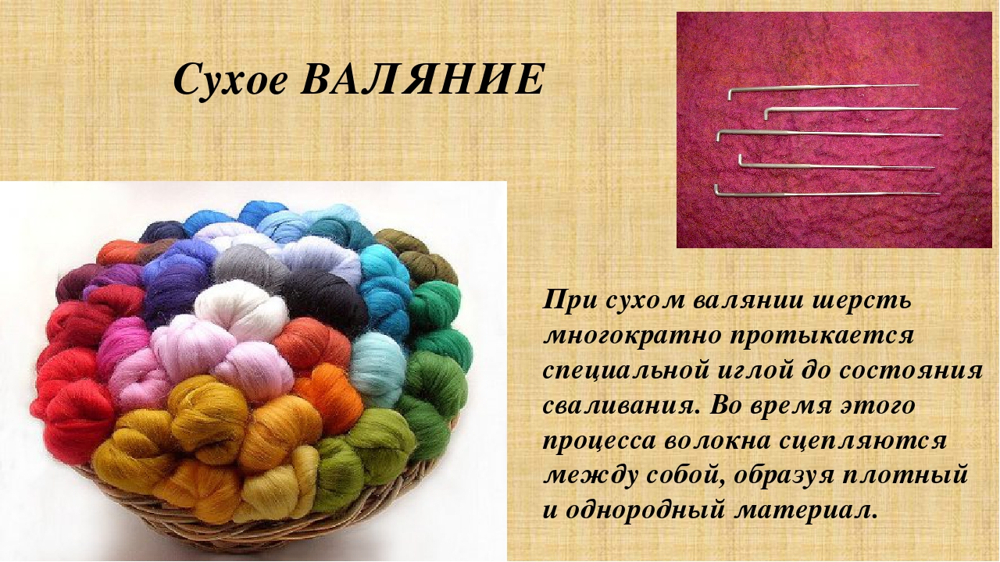 Сухое ВАЛЯНИЕ
При сухом валянии шерсть
многократно протыкается
специальной иглой до состояния
сваливания. Во время этого
процесса волокна сцепляются
между собой, образуя плотный
и однородный материал.